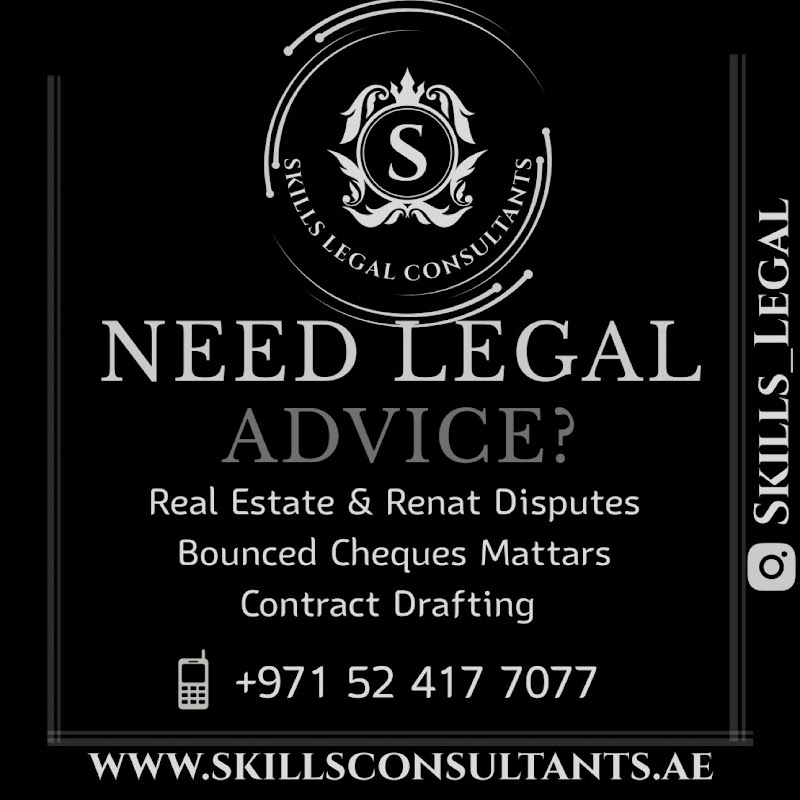 S
SKILLS LEGAL CONSULTANTS
NEED LEGAL
ADVICE?
Real Estate & Renat Disputes
Bounced Cheques Mattars
Contract Drafting
+971 52 417 7077
WWW.SKILLSCONSULTANTS.AE
SKILLS_LEGAL